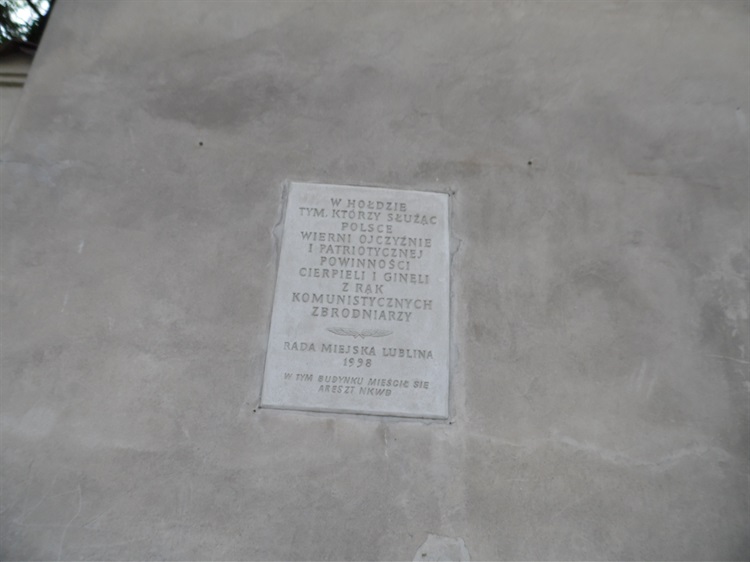 W HOŁDZIE
TYM, KTÓRZY SŁUŻĄC
POLSCE
WIERNI OJCZYŹNIE
I PATRIOTYCZNEJ
POWINNOŚCI
CIERPIELI I GINĘLI
Z RĄK
KOMUNISTYCZNYCH
ZBRODNIARZY
RADA MIEJSKA LUBLINA
1998
W TYM BUDYNKU MIEŚCIŁ SIĘ
ARESZT NKWD